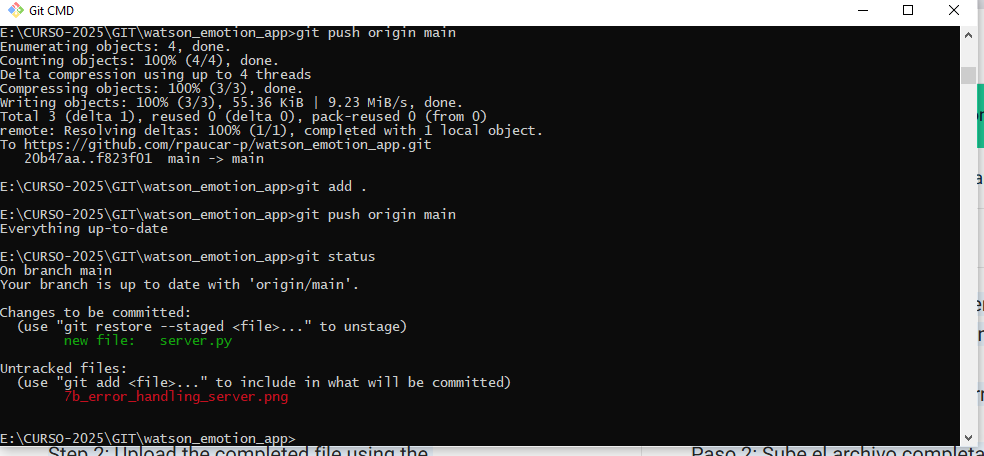 Git CMD
E:\CURSO-2025\GIT\watson_emotion_app>git push origin main
Enumerating objects: 4, done.
Counting objects: 100% (4/4), done.
Delta compression using up to 4 threads
Compressing objects: 100% (3/3), done.
Writing objects: 100% (3/3), 55.36 KiB | 9.23 MiB/s, done.
Total 3 (delta 1), reused 0 (delta 0), pack-reused 0 (from 0)
remote: Resolving deltas: 100% (1/1), completed with 1 local object.
To https://github.com/rpaucar-p/watson_emotion_app.git
   20b47aa..f823f01  main -> main
E:\CURSO-2025\GIT\watson_emotion_app>git add .
E:\CURSO-2025\GIT\watson_emotion_app>git push origin main
Everything up-to-date
E:\CURSO-2025\GIT\watson_emotion_app>git status
On branch main
Your branch is up to date with 'origin/main'.
Changes to be committed:
  (use "git restore --staged <file>..." to unstage)
        new file:   server.py
Untracked files:
  (use "git add <file>..." to include in what will be committed)
        7b_error_handling_server.png
E:\CURSO-2025\GIT\watson_emotion_app>
Step 2: Upload the completed file using the
Paso 2: Sube el archivo completa